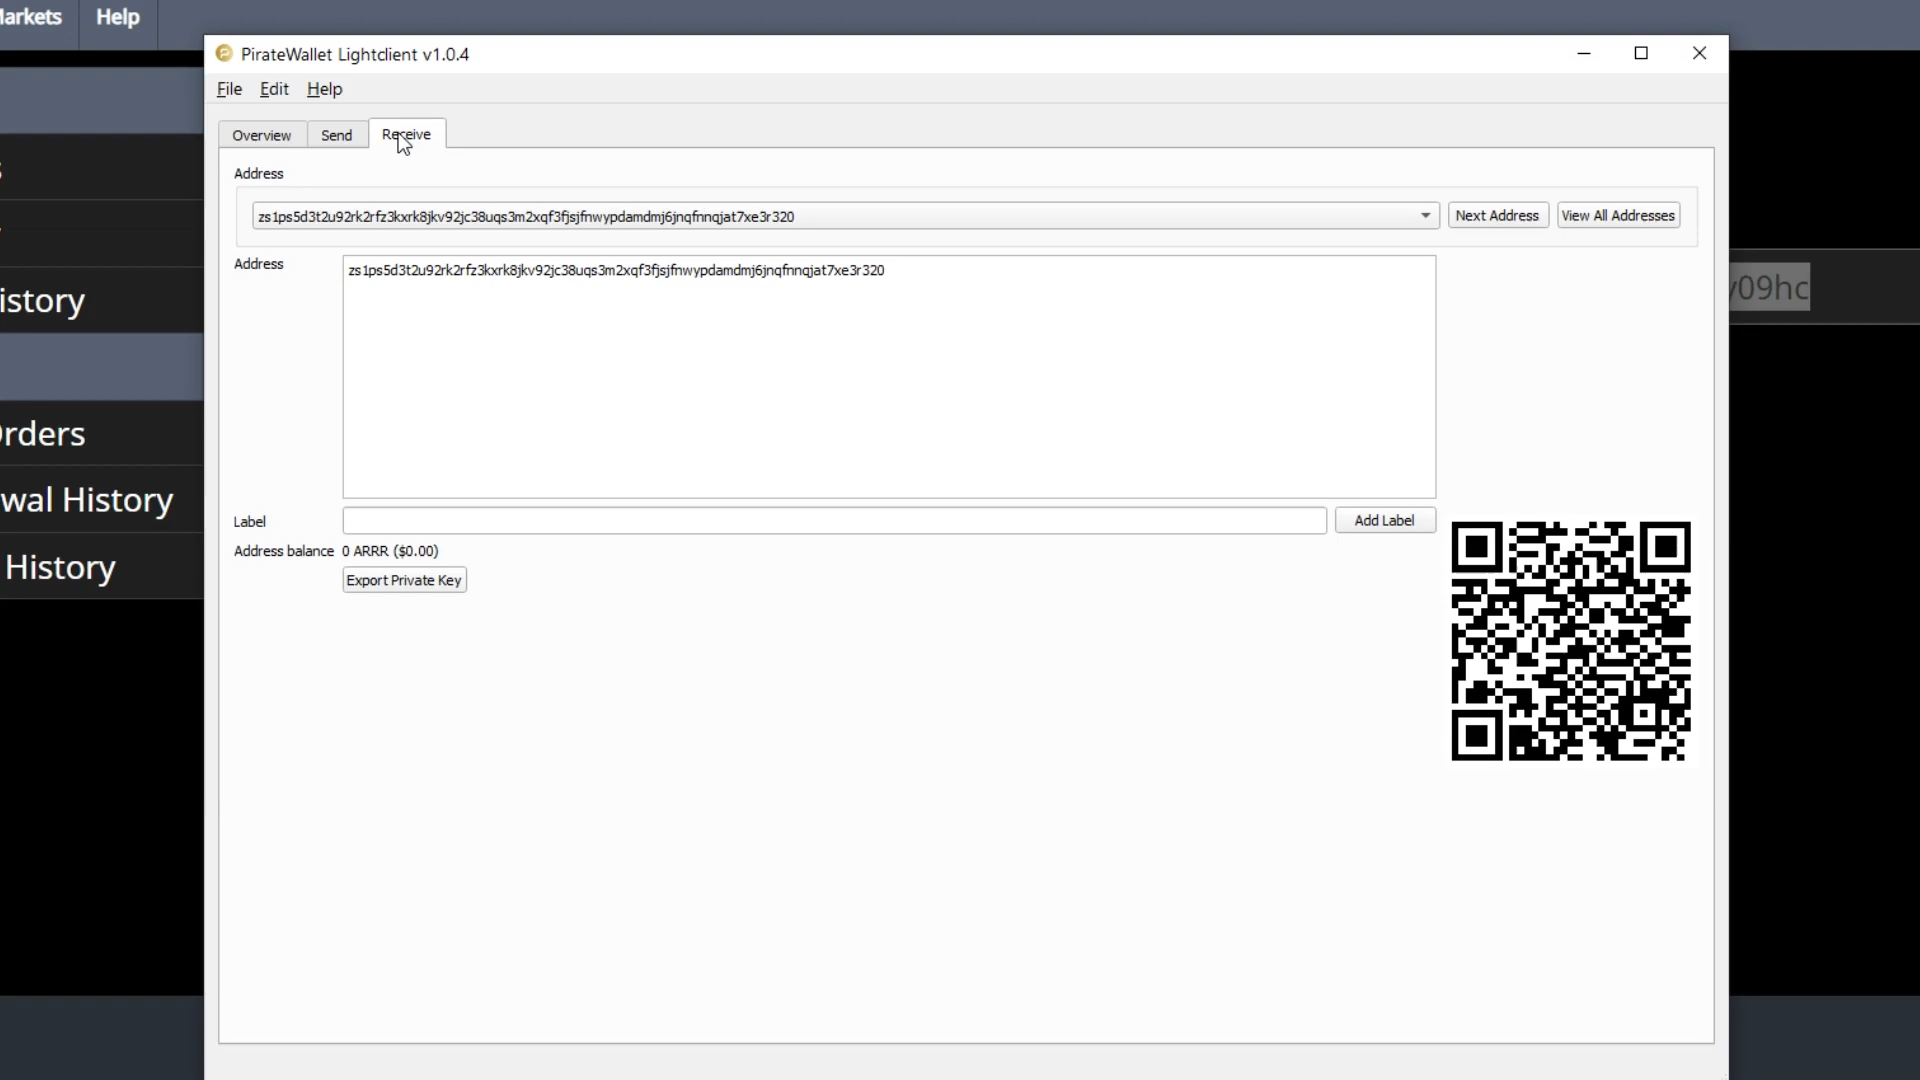 Markets Help
PirateWallet Lightclient v1.0.4
File Edit Help
Overview Send Receive
Address
zs1ps5d3t2u92rk2rfz3kxrk8jkv92jc38uqs3m2xqf3fjsjfnwypdamdmj6jnqfnnqjat7xe3r320 Next Address View All Addresses
Address zs1ps5d3t2u92rk2rfz3kxrk8jkv92jc38uqs3m2xqf3fjsjfnwypdamdmj6jnqfnnqjat7xe3r320
y09hc
istory
Orders
wal History
History
Label Add Label
Address balance 0 ARRR ($0.00)
Export Private Key